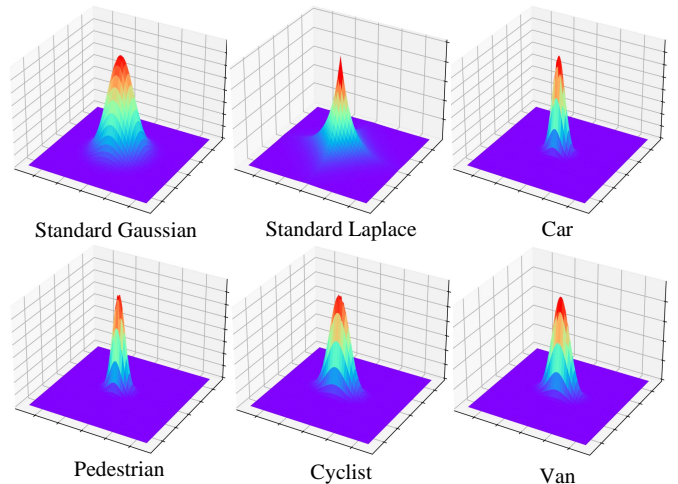 Standard Gaussian
Standard Laplace
Car
Pedestrian
Cyclist
Van